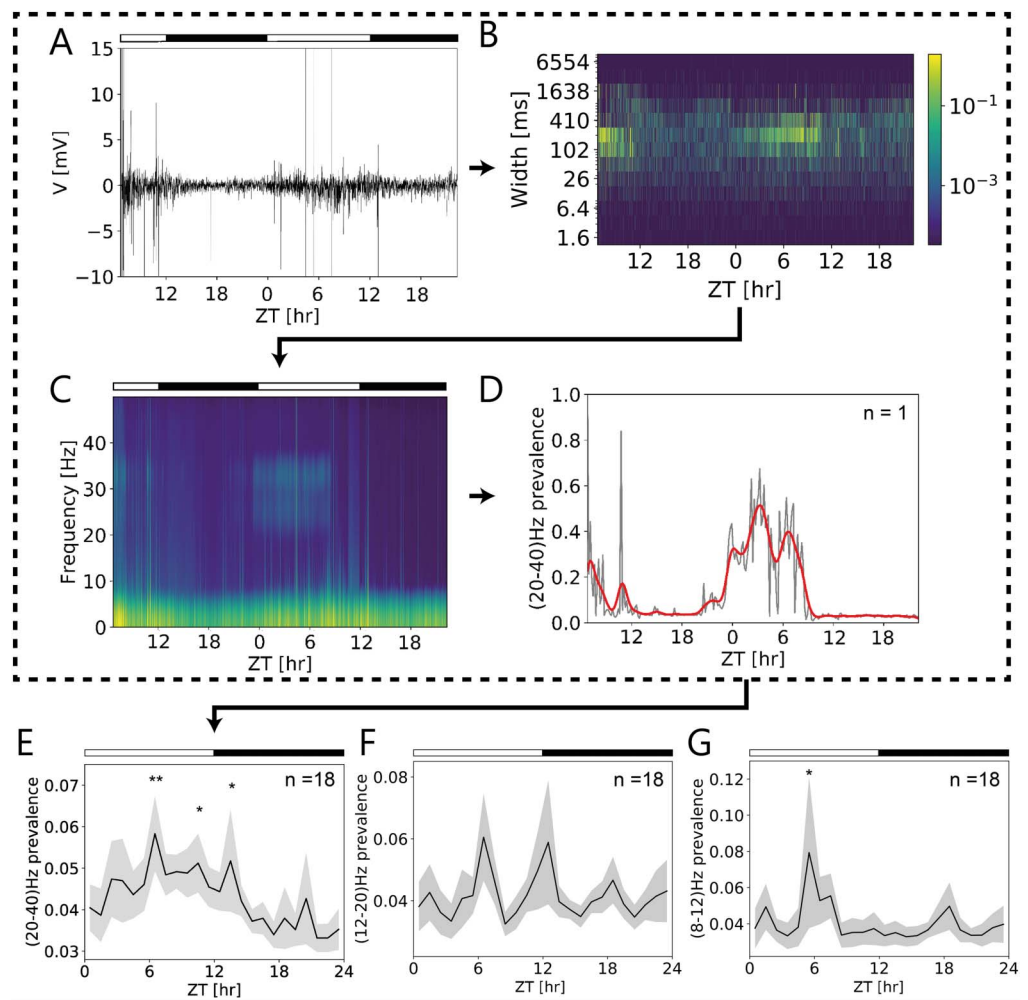 A
15
10
5
0
−5
−10
V [mV]
12 18 0 6 12 18
ZT [hr]
B
6554
1638
410
102
26
6.4
1.6
Width [ms]
12 18 0 6 12 18
ZT [hr]
10⁻¹
10⁻³
C
40
30
20
10
0
Frequency [Hz]
12 18 0 6 12 18
ZT [hr]
D
n = 1
1.0
0.8
0.6
0.4
0.2
0.0
(20-40)Hz prevalence
12 18 0 6 12 18
ZT [hr]
E
n =18
** * *
0.07
0.06
0.05
0.04
0.03
(20-40)Hz prevalence
0 6 12 18 24
ZT [hr]
F
n =18
0.08
0.06
0.04
(12-20)Hz prevalence
0 6 12 18 24
ZT [hr]
G
n =18
*
0.12
0.10
0.08
0.06
0.04
(8-12)Hz prevalence
0 6 12 18 24
ZT [hr]